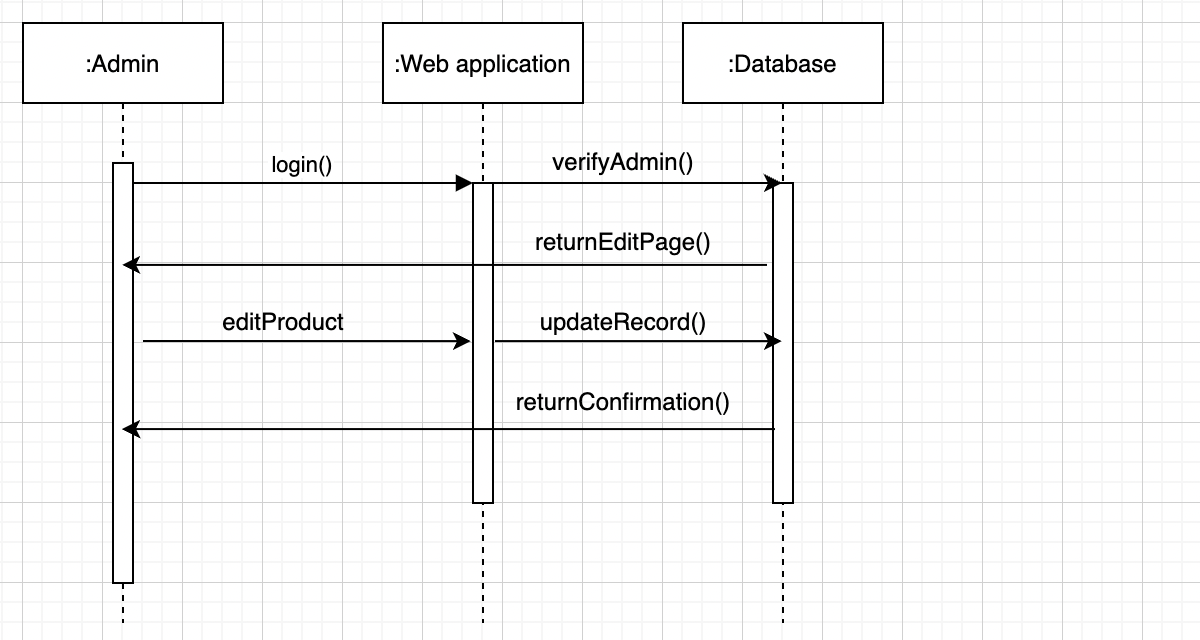 :Admin
:Web application
:Database
login()
verifyAdmin()
returnEditPage()
editProduct
updateRecord()
returnConfirmation()